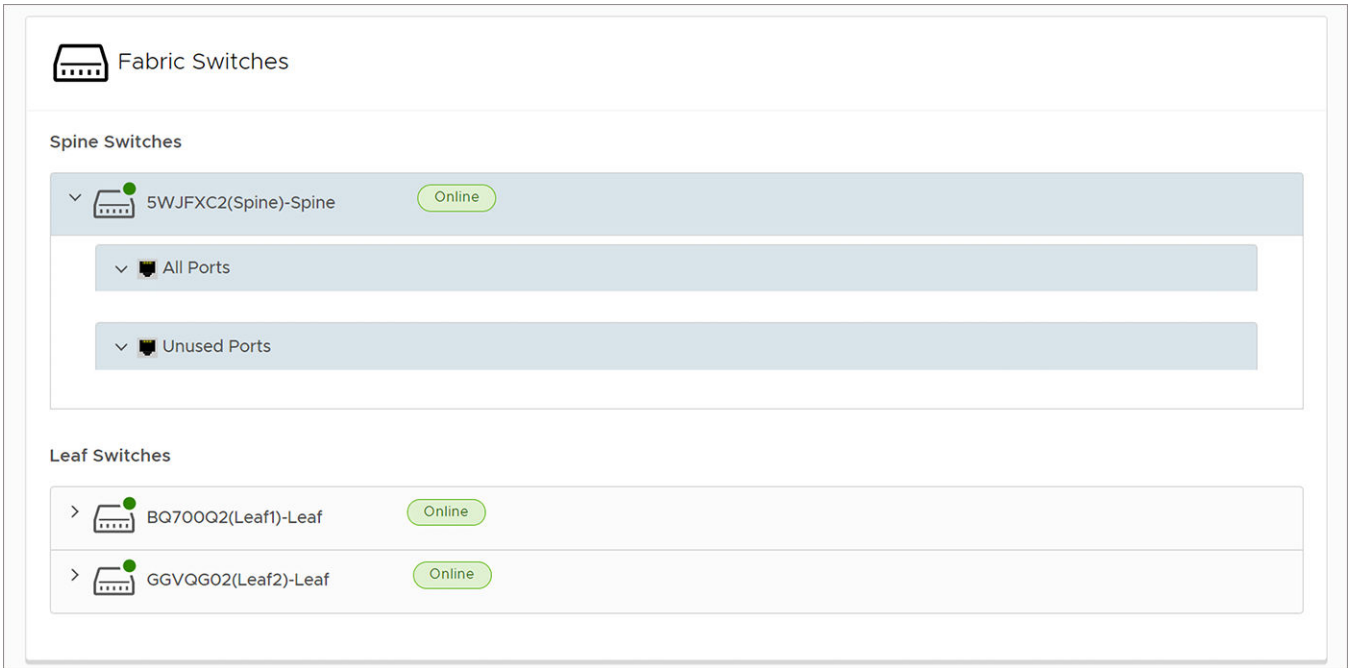 Fabric Switches
Spine Switches
5WJFXC2(Spine)-Spine Online
All Ports
Unused Ports
Leaf Switches
BQ700Q2(Leaf1)-Leaf Online
GGVQG02(Leaf2)-Leaf Online